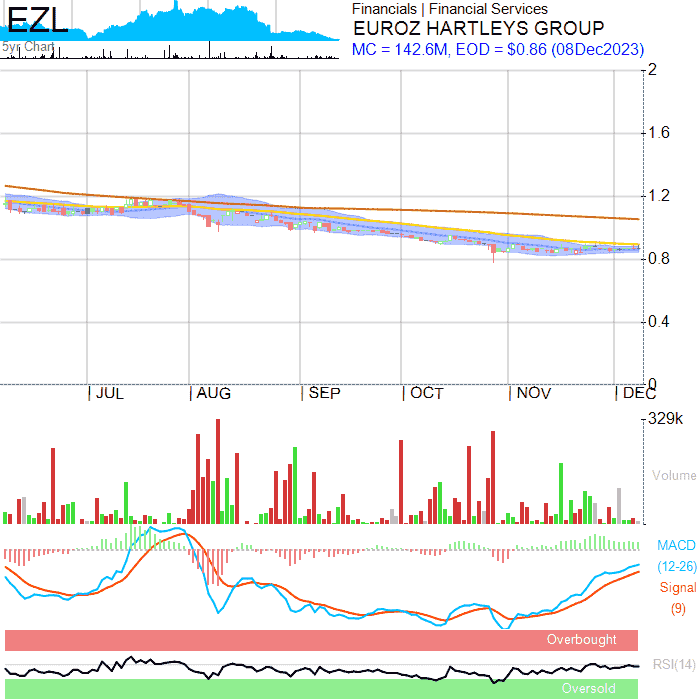 EZL
5yr Chart
Financials | Financial Services
EUROZ HARTLEYS GROUP
MC = 142.6M, EOD = $0.86 (08Dec2023)
2
1.6
1.2
0.8
0.4
0
JUL AUG SEP OCT NOV DEC
329k
Volume
MACD
(12-26)
Signal
(9)
Overbought
RSI(14)
Oversold